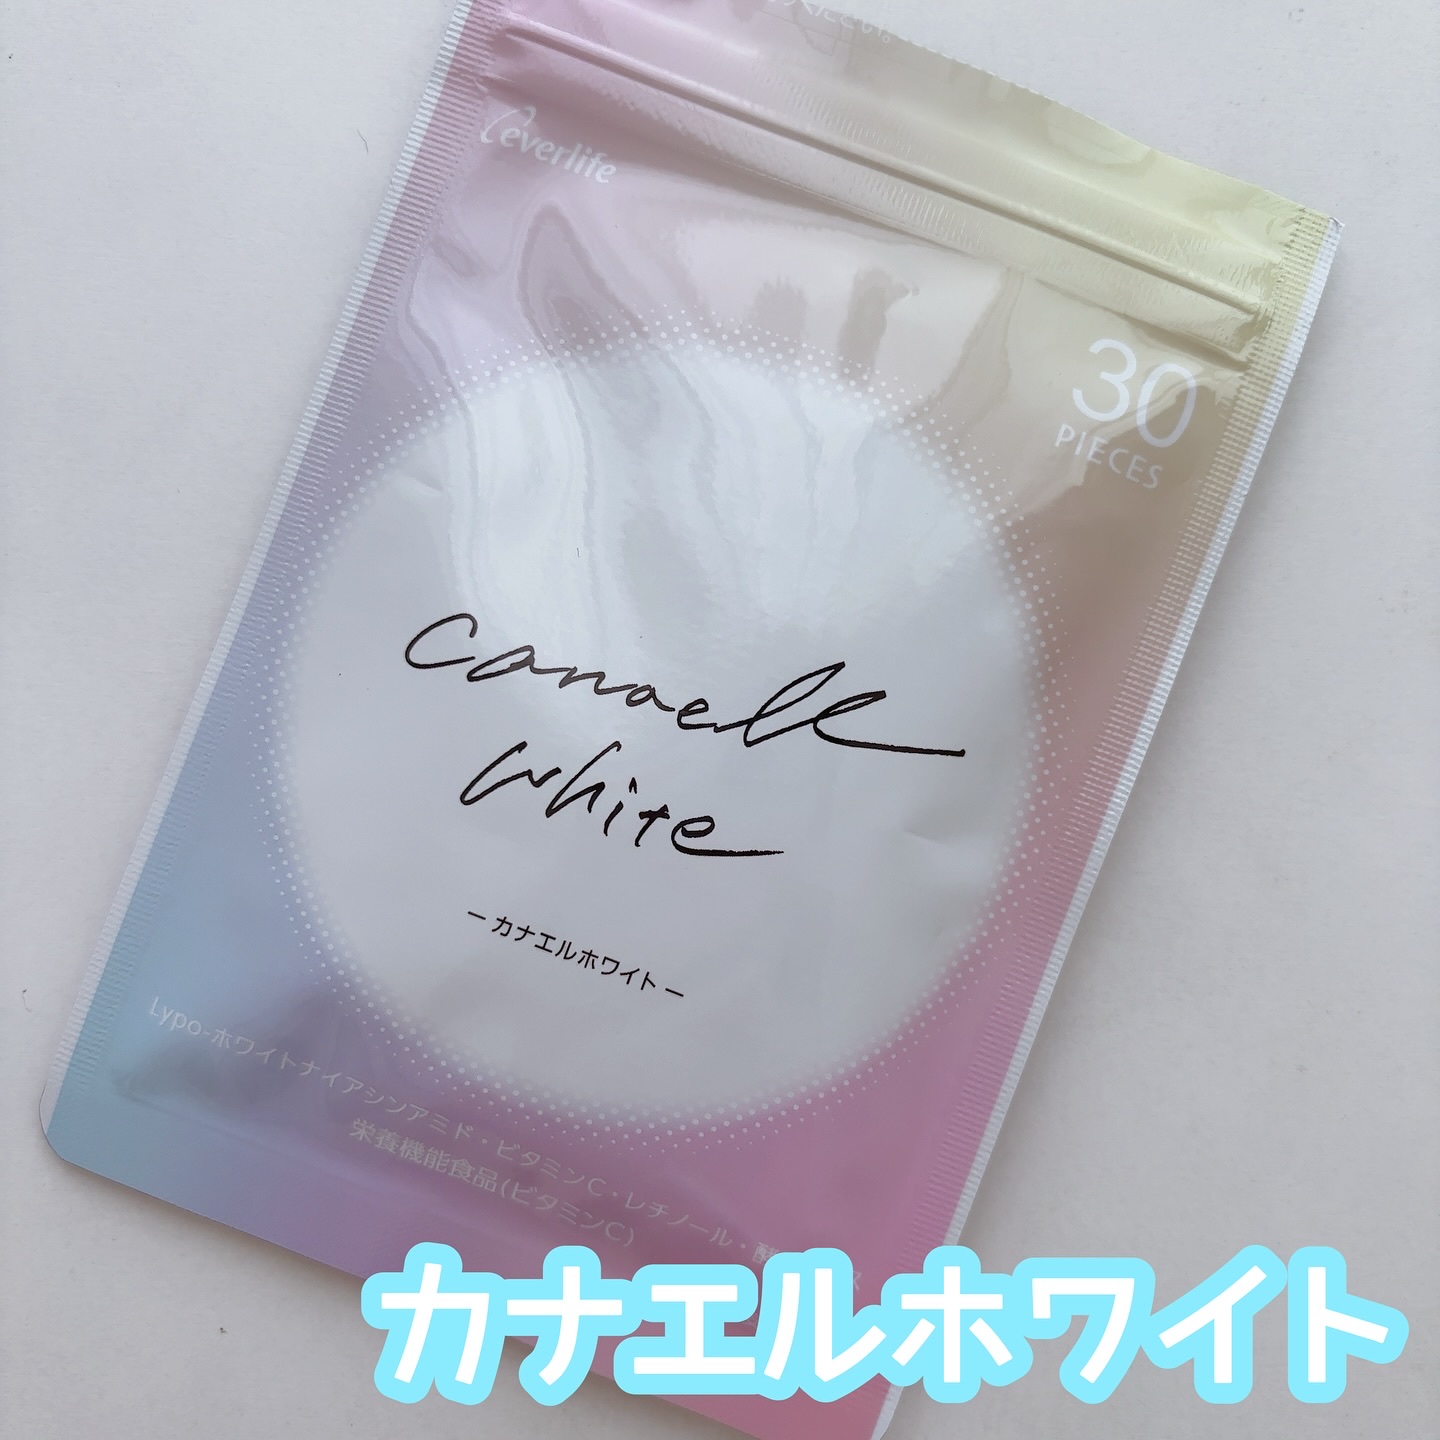 everlife
30
PIECES
Canaell
White
ー カナエルホワイト ー
Lypo-ホワイトナイアシンアミド・ビタミンC・レチノール・
栄養機能食品(ビタミンC)
カナエルホワイト